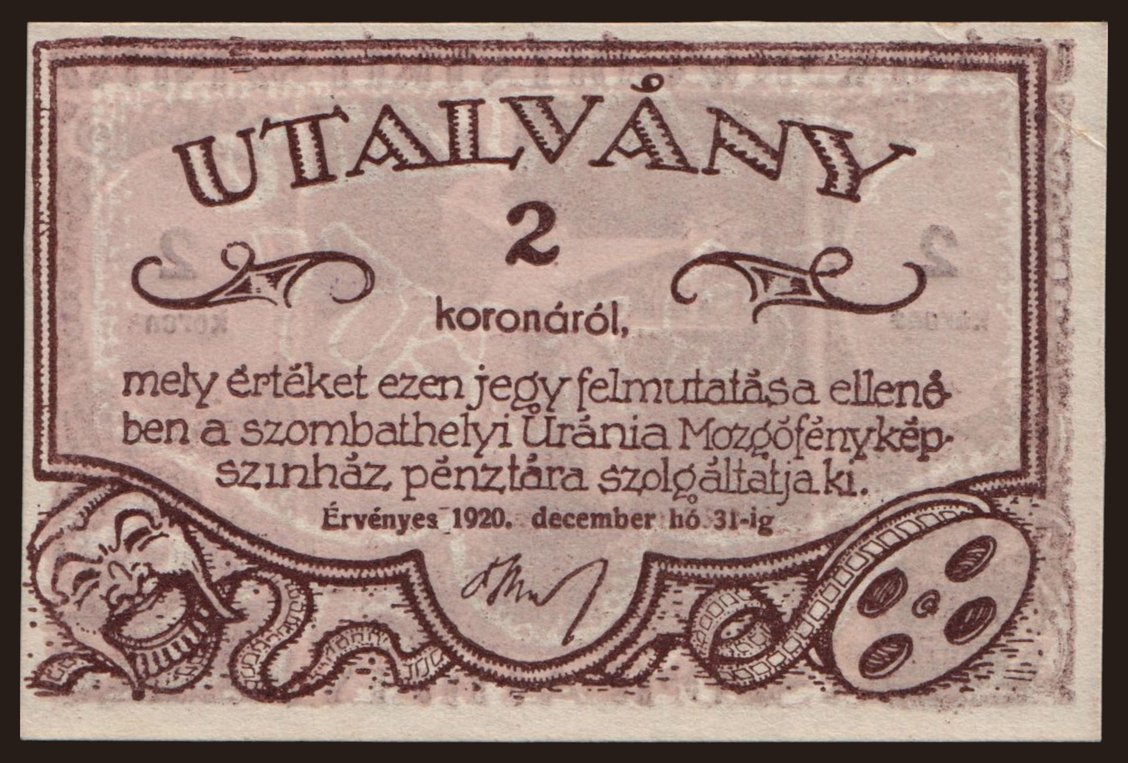 UTALVÁNY
2
koronáról,
mely értéket ezen jegy felmutatása ellené-
ben a szombathelyi Uránia Mozgófénykép-
szinház pénztára szolgáltatja ki.
Érvényes 1920. december hó 31-ig